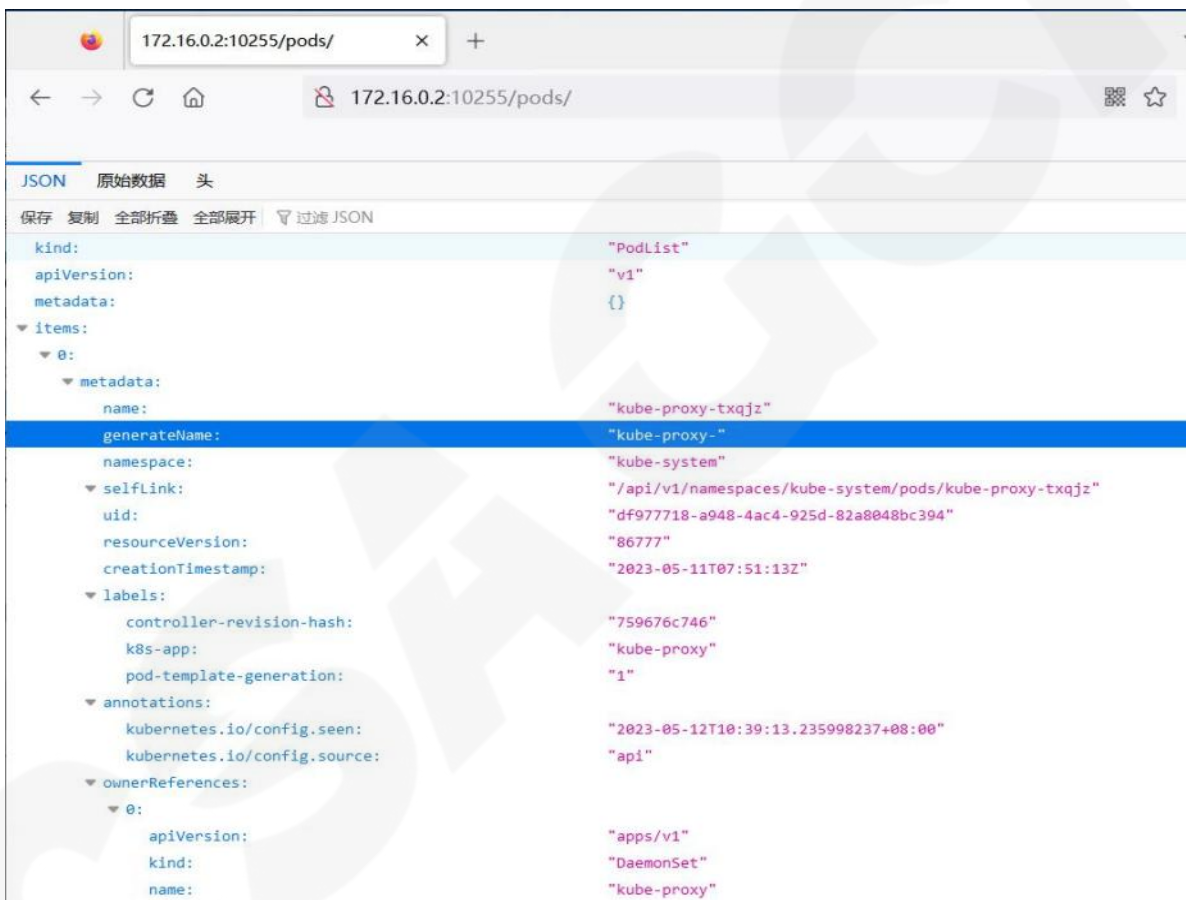 172.16.0.2:10255/pods/
172.16.0.2:10255/pods/
JSON 原始数据 头
保存 复制 全部折叠 全部展开 过滤 JSON
kind: "PodList"
apiVersion: "v1"
metadata: {}
items:
0:
metadata:
name: "kube-proxy-txqjz"
generateName: "kube-proxy-"
namespace: "kube-system"
selfLink: "/api/v1/namespaces/kube-system/pods/kube-proxy-txqjz"
uid: "df977718-a948-4ac4-925d-82a8048bc394"
resourceVersion: "86777"
creationTimestamp: "2023-05-11T07:51:13Z"
labels:
controller-revision-hash: "759676c746"
k8s-app: "kube-proxy"
pod-template-generation: "1"
annotations:
kubernetes.io/config.seen: "2023-05-12T10:39:13.235998237+08:00"
kubernetes.io/config.source: "api"
ownerReferences:
0:
apiVersion: "apps/v1"
kind: "DaemonSet"
name: "kube-proxy"